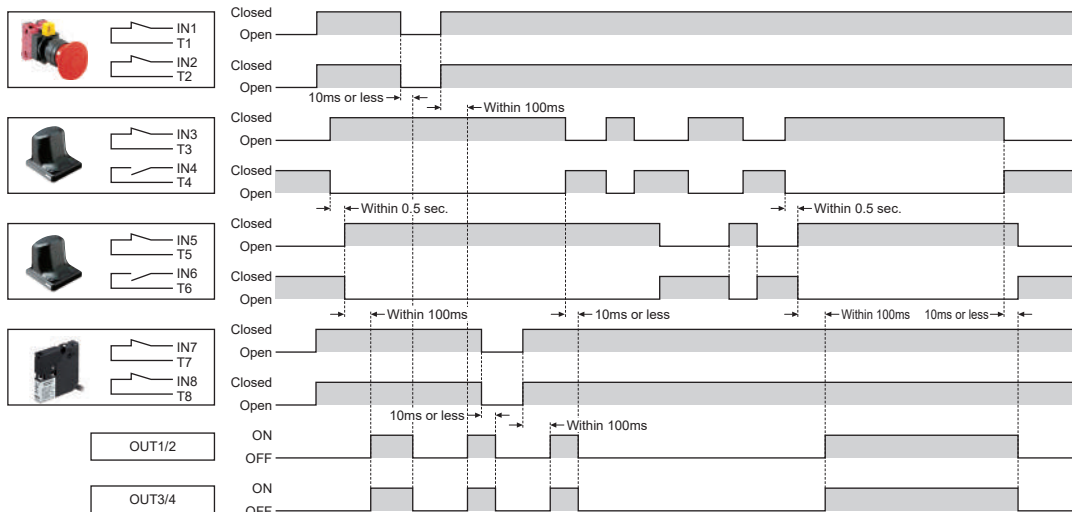 Closed
IN1
T1
Open
IN2
T2
Closed
Open
10ms or less
Within 100ms
Closed
IN3
T3
Open
IN4
T4
Closed
Open
Within 0.5 sec.
Within 0.5 sec.
Closed
IN5
T5
Open
IN6
T6
Closed
Open
Within 100ms
10ms or less
Within 100ms
10ms or less
Closed
IN7
T7
Open
IN8
T8
Closed
Open
10ms or less
Within 100ms
OUT1/2
ON
OFF
OUT3/4
ON
OFF